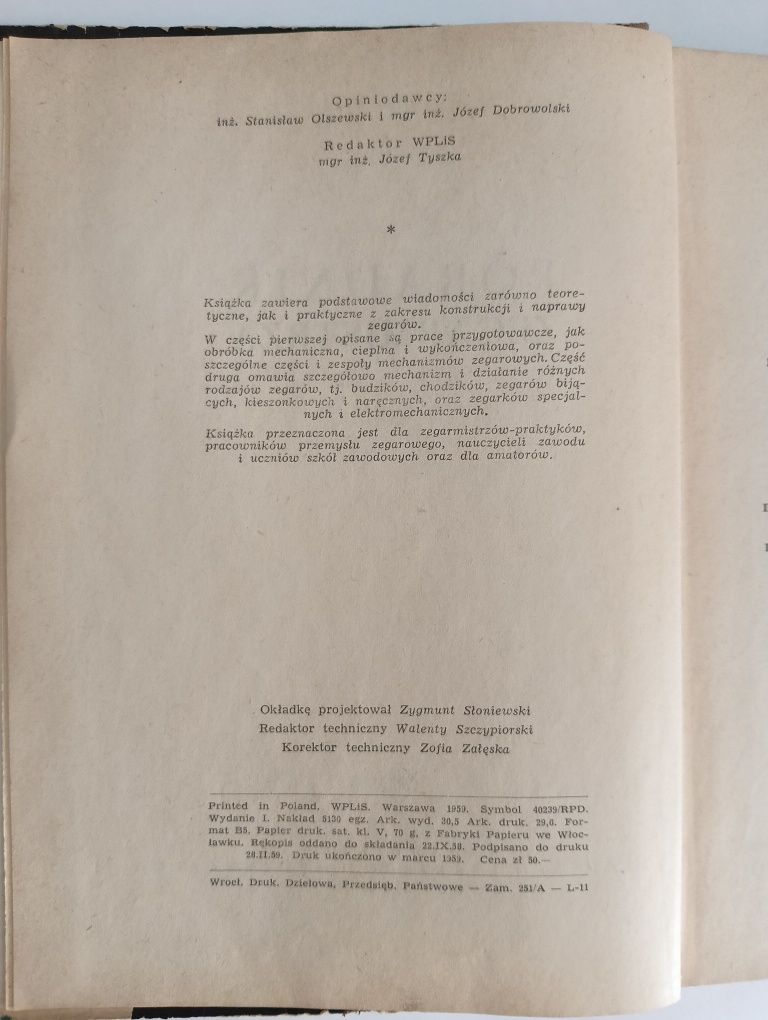 Opiniodawcy:
inż. Stanisław Olszewski i mgr inż. Józef Dobrowolski
Redaktor WPLiS
mgr inż. Józef Tyszka
*
Książka zawiera podstawowe wiadomości zarówno teore-
tyczne, jak i praktyczne z zakresu konstrukcji i naprawy
zegarów.
W części pierwszej opisane są prace przygotowawcze, jak
obróbka mechaniczna, cieplna i wykończeniowa, oraz po-
szczególne części i zespoły mechanizmów zegarowych. Część
druga omawia szczegółowo mechanizm i działanie różnych
rodzajów zegarów, tj. budzików, chodzików, zegarów biją-
cych, kieszonkowych i naręcznych, oraz zegarków specjal-
nych i elektromechanicznych.
Książka przeznaczona jest dla zegarmistrzów-praktyków,
pracowników przemysłu zegarowego, nauczycieli zawodu
i uczniów szkół zawodowych oraz dla amatorów.
Okładkę projektował Zygmunt Słoniewski
Redaktor techniczny Walenty Szczypiorski
Korektor techniczny Zofia Załęska
Printed in Poland, WPLiS. Warszawa 1959. Symbol 40239/RPD.
Wydanie I. Nakład 5130 egz. Ark. wyd. 30,5 Ark. druk. 29,0. For-
mat B5, Papier druk. sat. kl. V, 70 g, z Fabryki Papieru we Włoc-
ławku. Rękopis oddano do składania 22.IX.58. Podpisano do druku
28.II.59. Druk ukończono w marcu 1959. Cena zł 50.—
Wrocł. Druk. Dziełowa, Przedsięb. Państwowe — Zam. 251/A — L-11